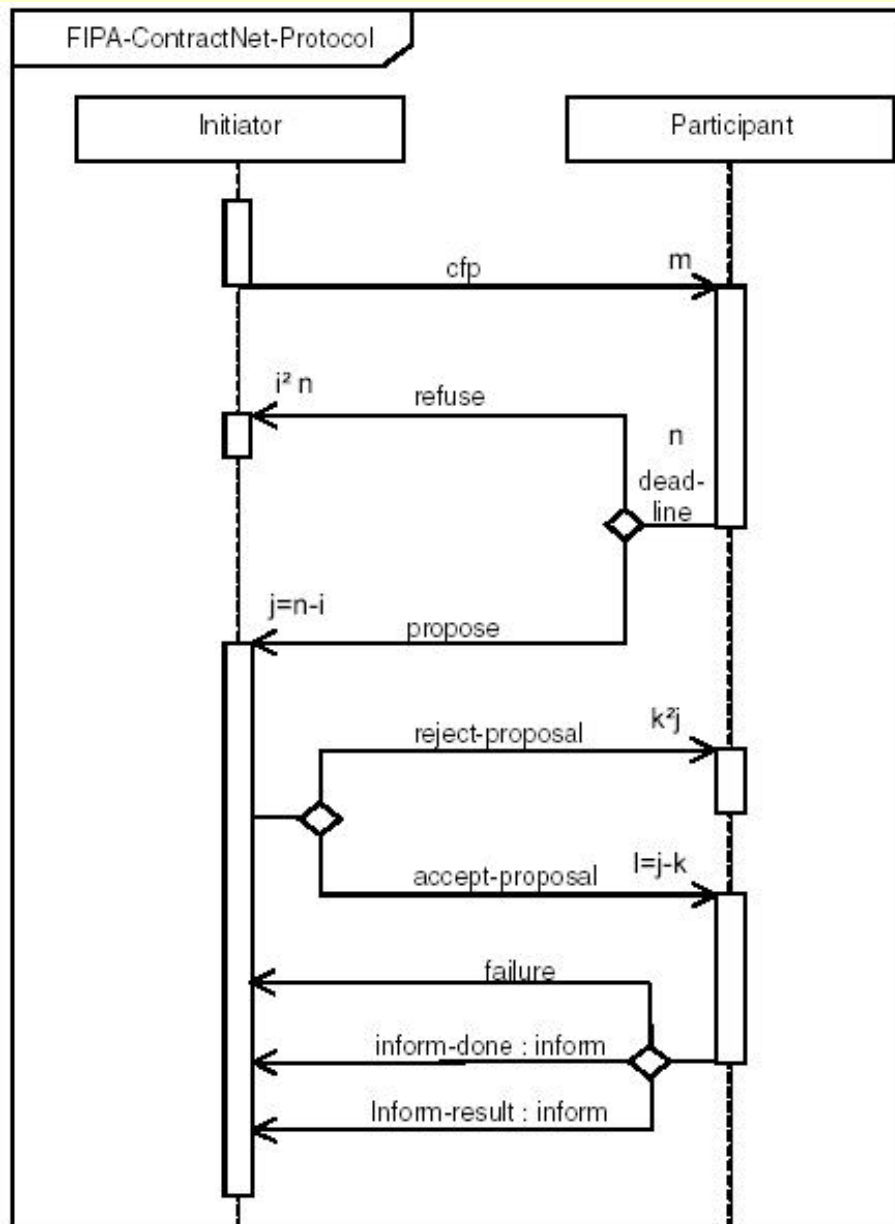 FIPA-ContractNet-Protocol
Initiator
Participant
cfp
m
i² n
refuse
n
dead-
line
j=n-i
propose
reject-proposal
k²j
accept-proposal
l=j-k
failure
inform-done : inform
Inform-result : inform